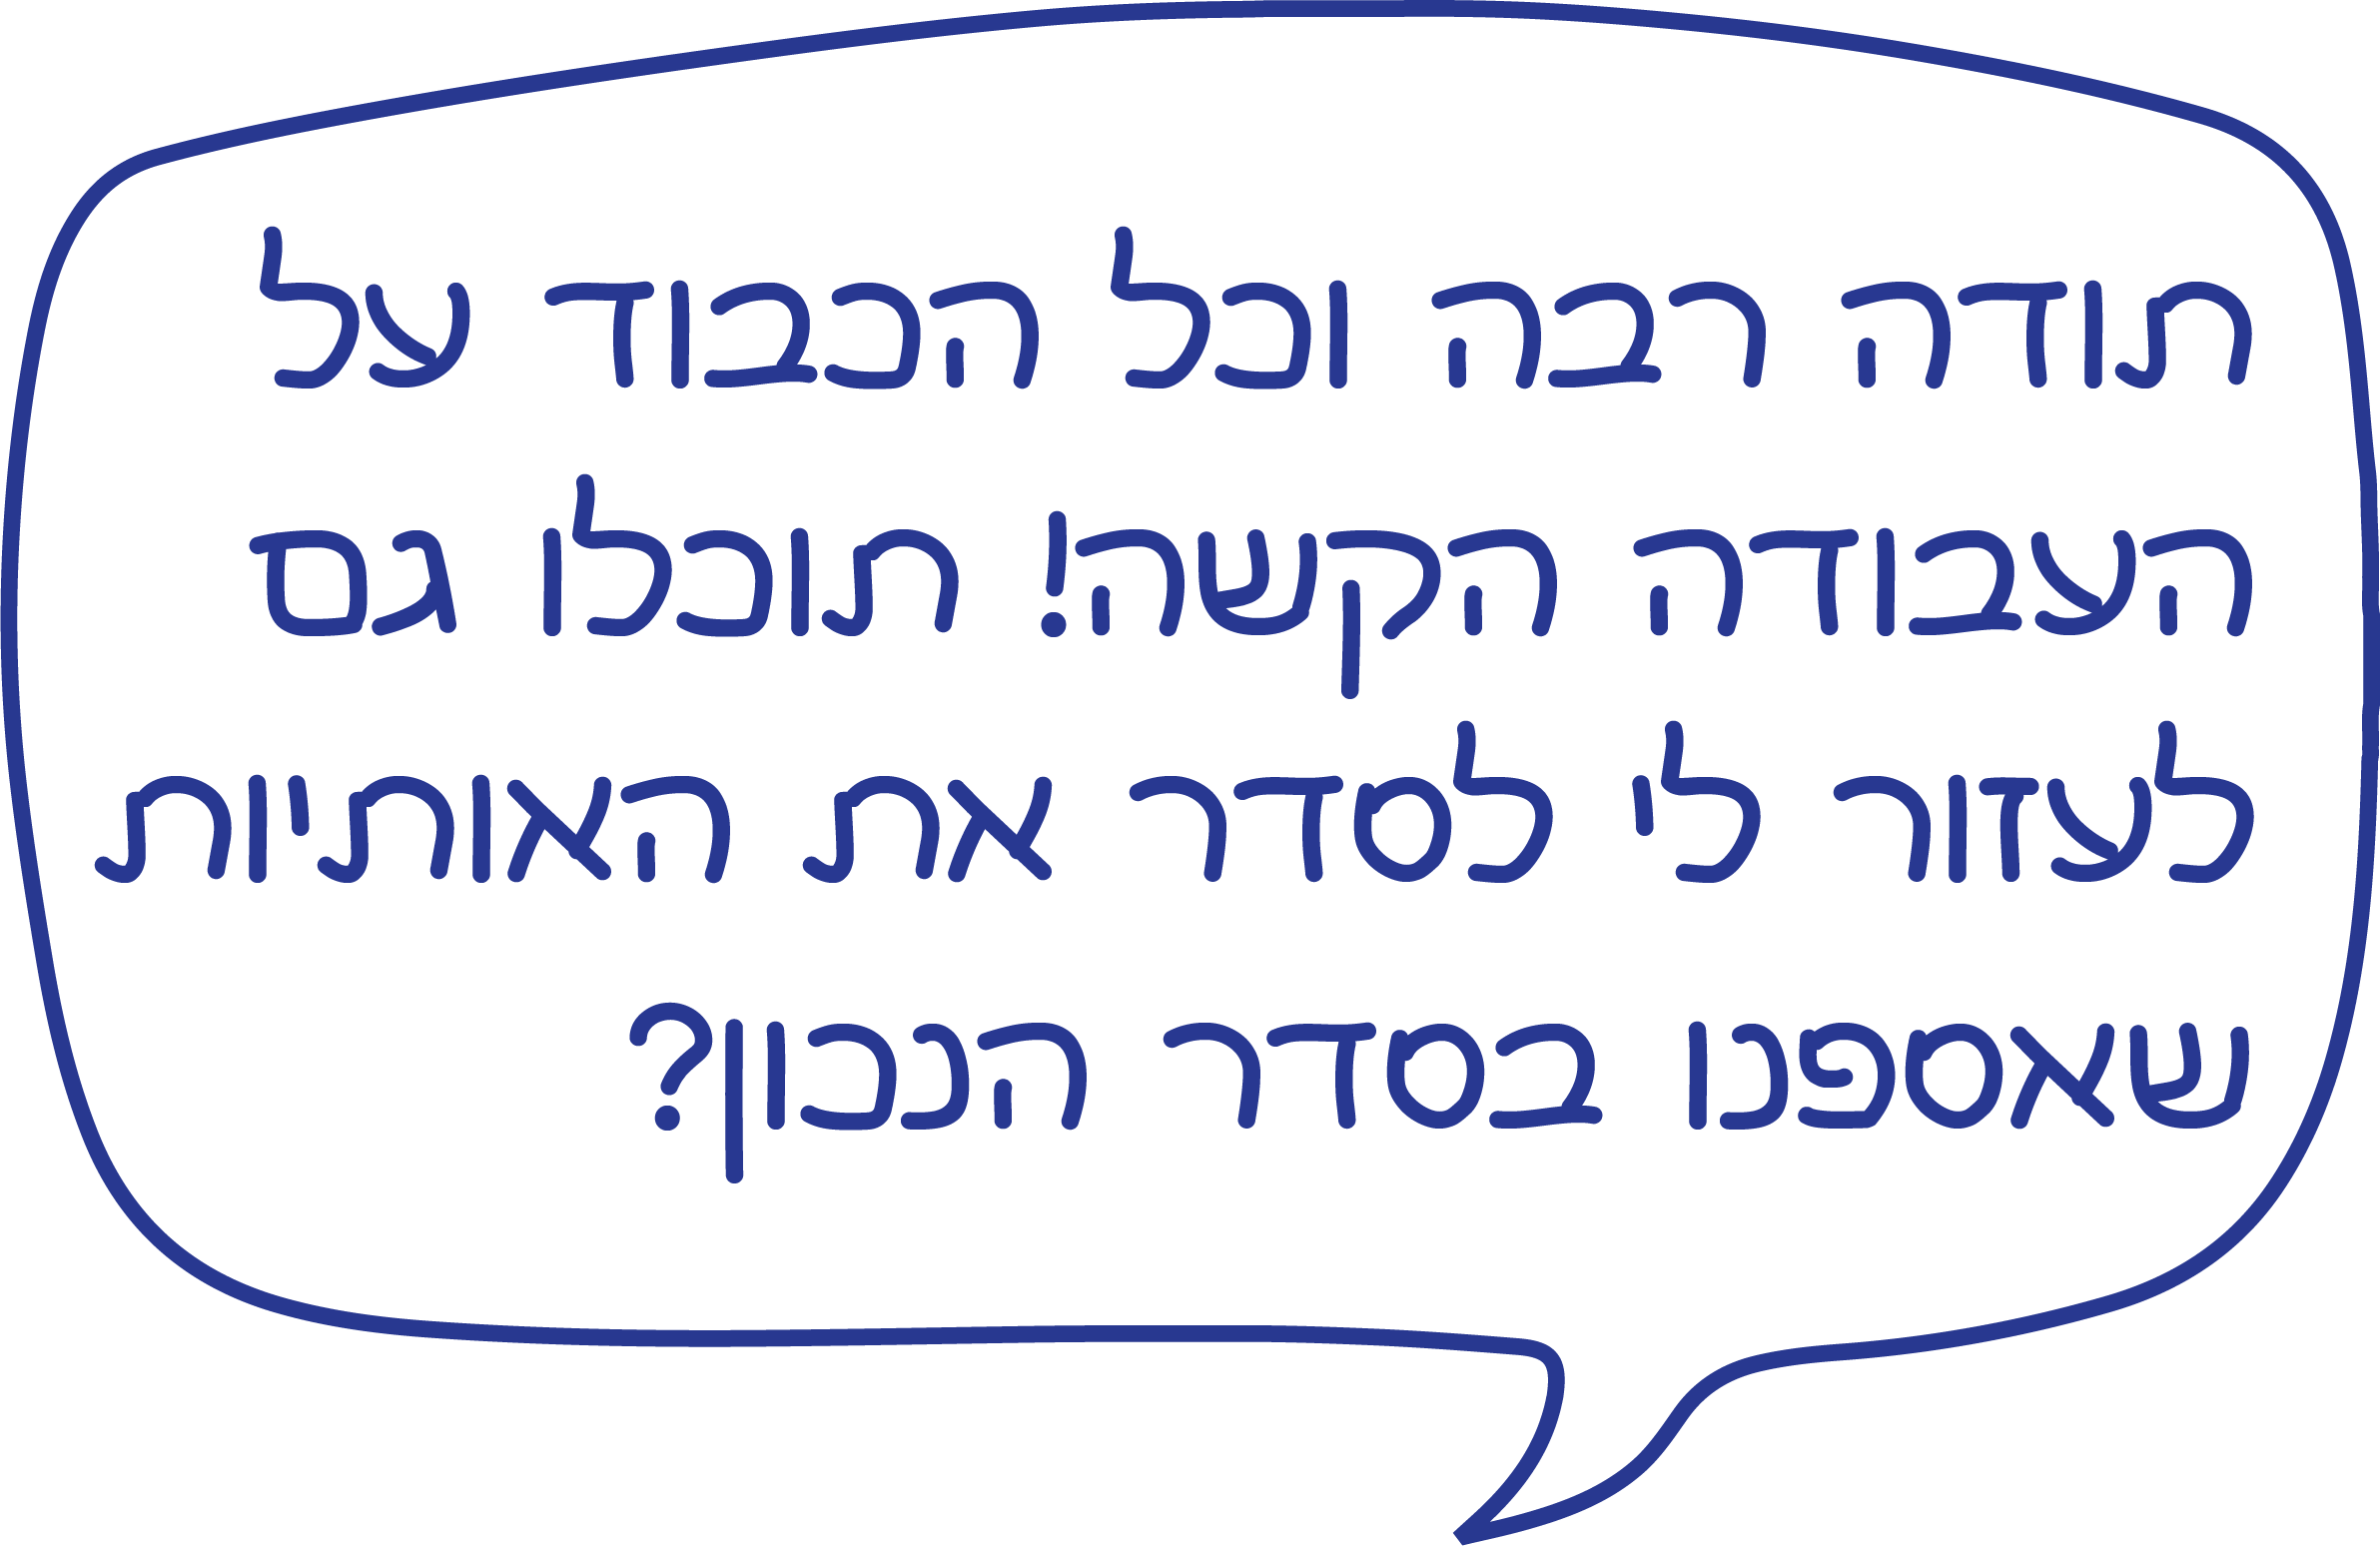 תודה רבה וכל הכבוד על
העבודה הקשה! תוכלו גם
לעזור לי לסדר את האותיות
שאספנו בסדר הנכון?